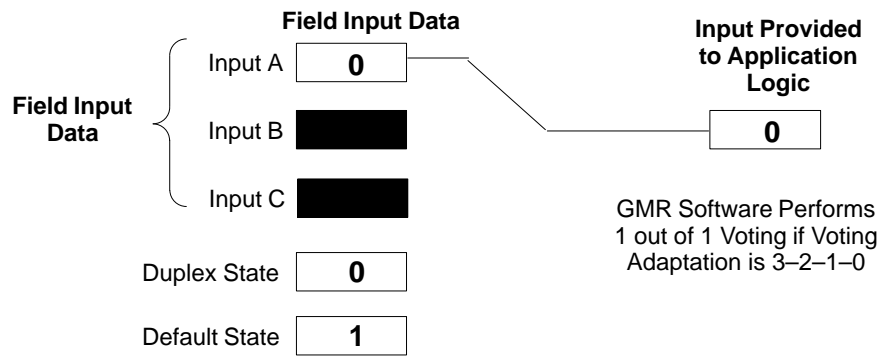 Field Input Data
Input Provided
to Application
Logic
Field Input
Data
Input A
0
Input B
Input C
0
GMR Software Performs
1 out of 1 Voting if Voting
Adaptation is 3–2–1–0
Duplex State
0
Default State
1